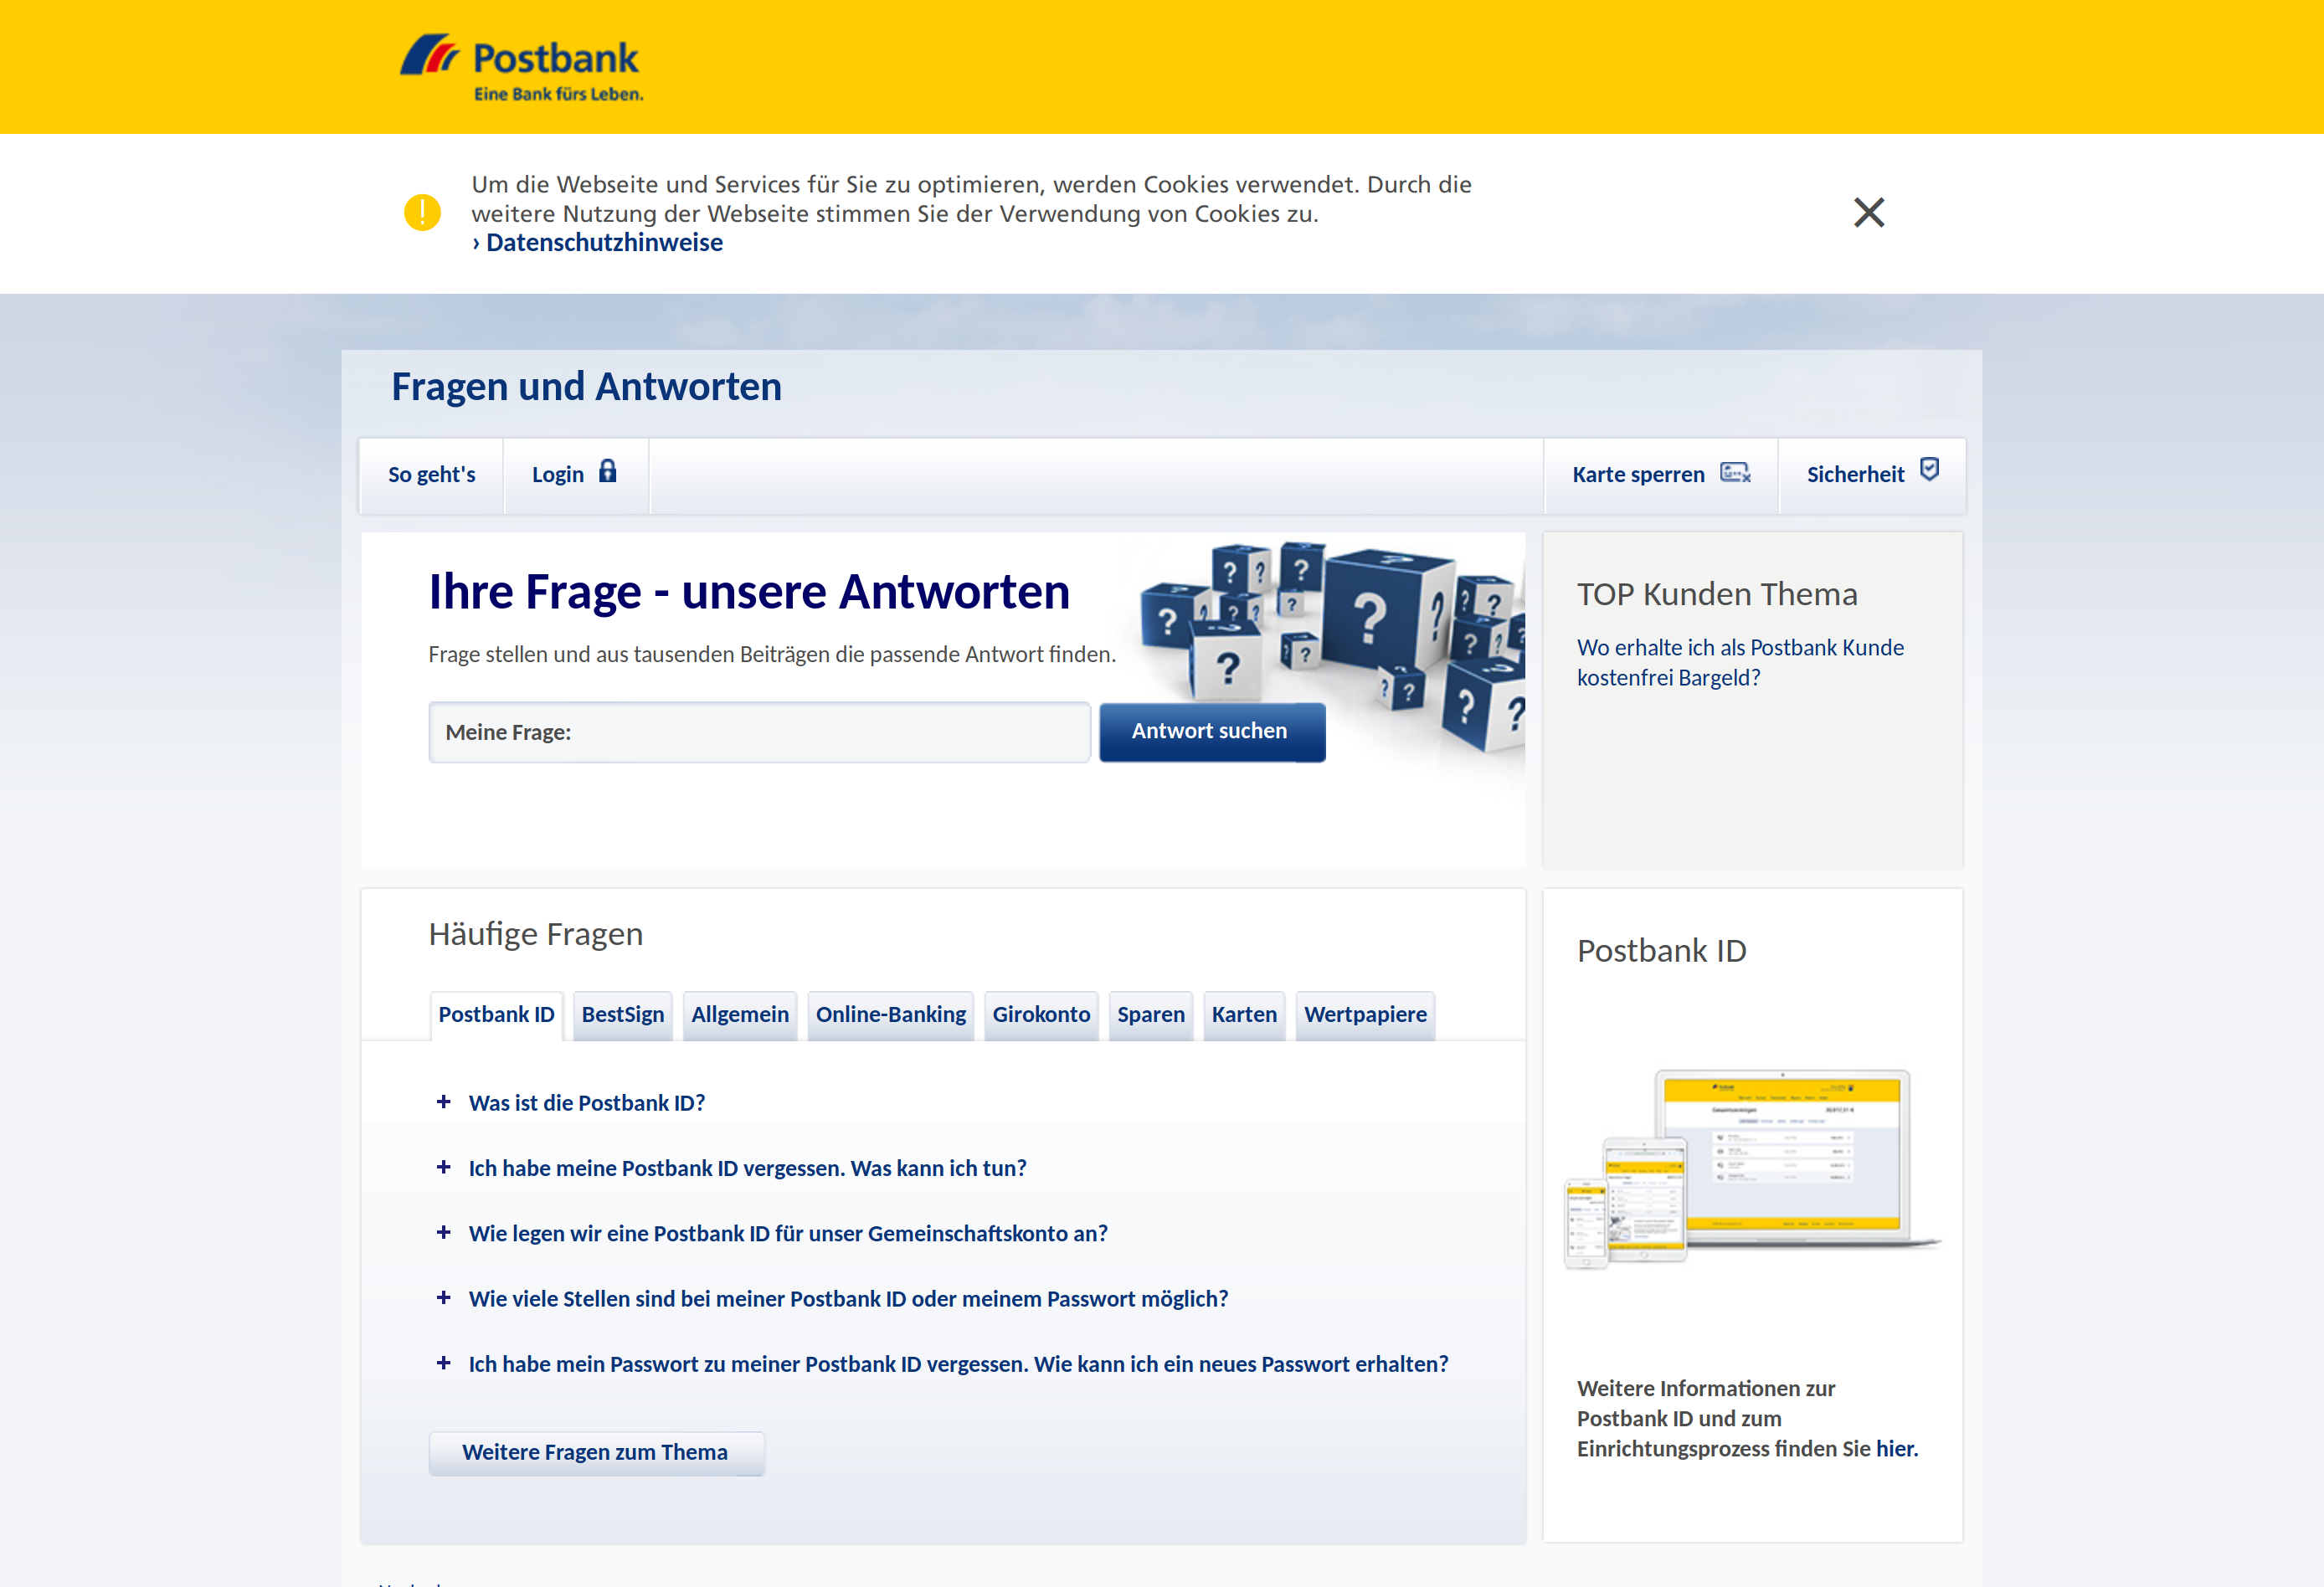 Postbank
Eine Bank fürs Leben.
Um die Webseite und Services für Sie zu optimieren, werden Cookies verwendet. Durch die
weitere Nutzung der Webseite stimmen Sie der Verwendung von Cookies zu.
› Datenschutzhinweise
Fragen und Antworten
So geht's
Login
Karte sperren
Sicherheit
Ihre Frage - unsere Antworten
Frage stellen und aus tausenden Beiträgen die passende Antwort finden.
Meine Frage:
Antwort suchen
TOP Kunden Thema
Wo erhalte ich als Postbank Kunde
kostenfrei Bargeld?
Häufige Fragen
Postbank ID
BestSign
Allgemein
Online-Banking
Girokonto
Sparen
Karten
Wertpapiere
+ Was ist die Postbank ID?
+ Ich habe meine Postbank ID vergessen. Was kann ich tun?
+ Wie legen wir eine Postbank ID für unser Gemeinschaftskonto an?
+ Wie viele Stellen sind bei meiner Postbank ID oder meinem Passwort möglich?
+ Ich habe mein Passwort zu meiner Postbank ID vergessen. Wie kann ich ein neues Passwort erhalten?
Weitere Fragen zum Thema
Postbank ID
Weitere Informationen zur
Postbank ID und zum
Einrichtungsprozess finden Sie hier.